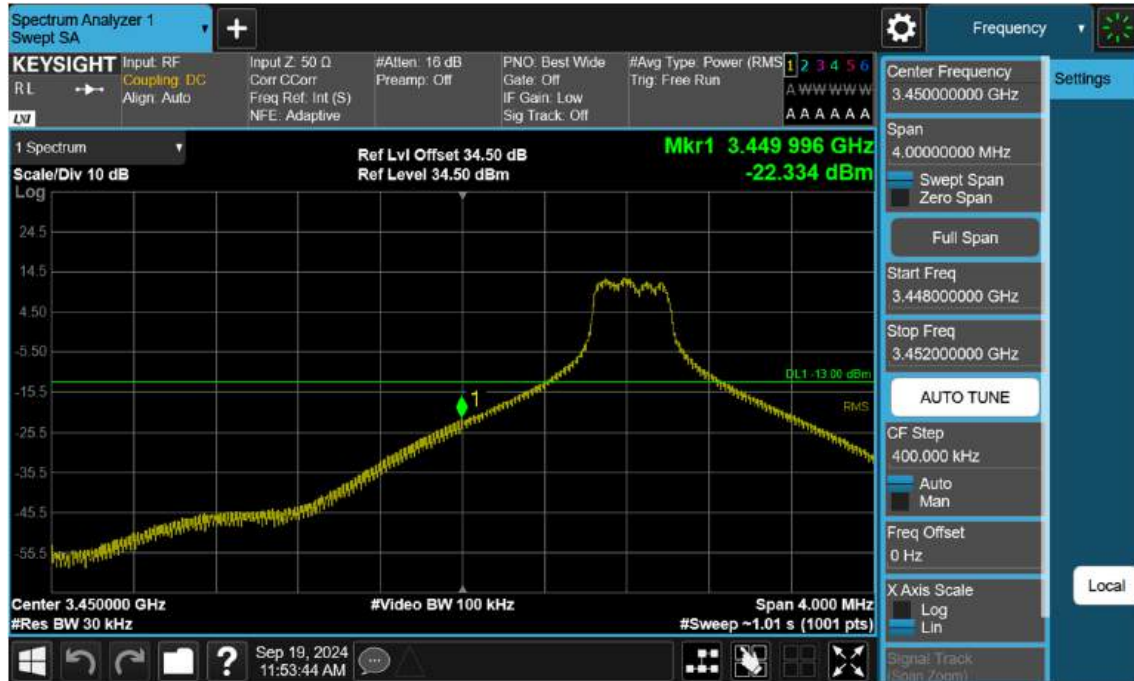 Spectrum Analyzer 1
Swept SA
+
Frequency
KEYSIGHT
RL
LXI
Input: RF
Coupling: DC
Align: Auto
Input Z: 50 Ω
Corr CCorr
Freq Ref: Int (S)
NFE: Adaptive
#Atten: 16 dB
Preamp: Off
PNO: Best Wide
Gate: Off
IF Gain: Low
Sig Track: Off
#Avg Type: Power (RMS
Trig: Free Run
1 2 3 4 5 6
A W W W W W
A A A A A A
1 Spectrum
Scale/Div 10 dB
Log
Ref Lvl Offset 34.50 dB
Ref Level 34.50 dBm
Mkr1 3.449 996 GHz
-22.334 dBm
24.5
14.5
4.50
-5.50
-15.5
-25.5
-35.5
-45.5
-55.5
1
DL1 -13.00 dBm
RMS
Center 3.450000 GHz
#Res BW 30 kHz
#Video BW 100 kHz
Span 4.000 MHz
#Sweep ~1.01 s (1001 pts)
Center Frequency
3.450000000 GHz
Span
4.00000000 MHz
Swept Span
Zero Span
Full Span
Start Freq
3.448000000 GHz
Stop Freq
3.452000000 GHz
AUTO TUNE
CF Step
400.000 kHz
Auto
Man
Freq Offset
0 Hz
X Axis Scale
Log
Lin
Signal Track
(Span Zoom)
Settings
Local
?
Sep 19, 2024
11:53:44 AM